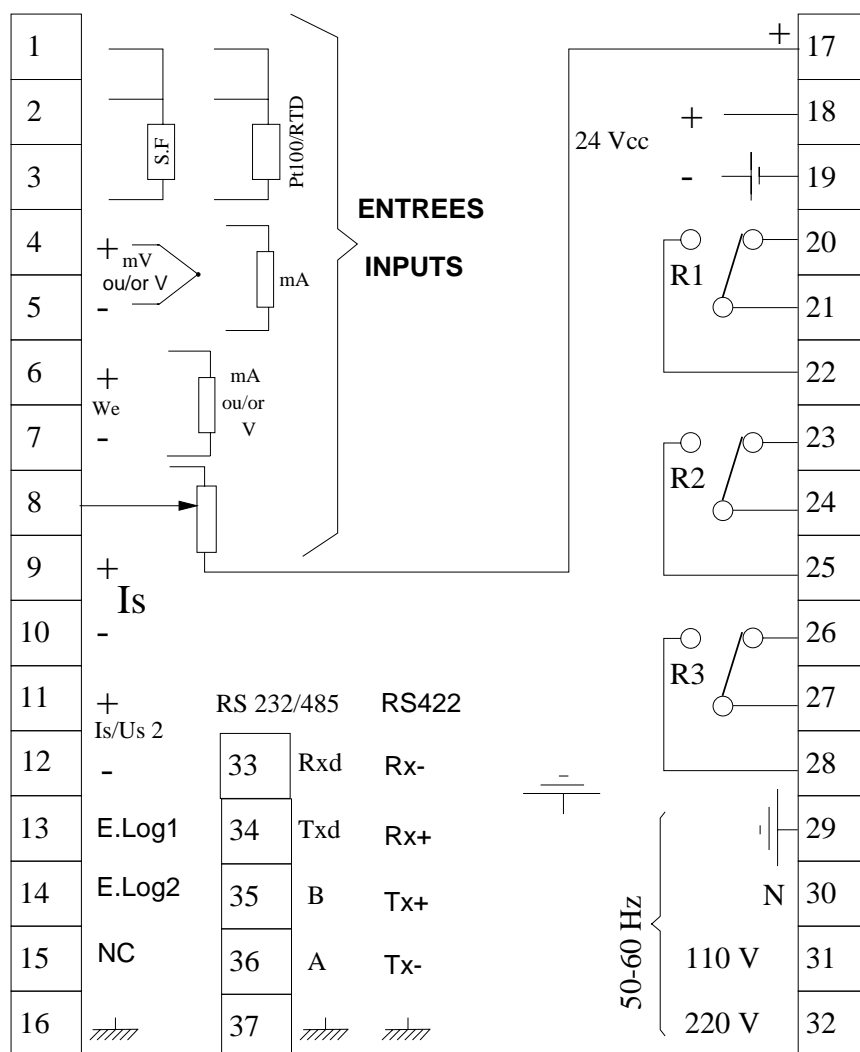 1
2
3
4
5
6
7
8
9
10
11
12
13
14
15
16
S.F
Pt100/RTD
+
mV
ou/or V
-
mA
ENTREES
INPUTS
+
We
-
mA
ou/or
V
+
Is
-
+
Is/Us 2
-
E.Log1
E.Log2
NC
RS 232/485 RS422
33 Rxd Rx-
34 Txd Rx+
35 B Tx+
36 A Tx-
37
+
24 Vcc
+
-
R1
R2
R3
50-60 Hz
N
110 V
220 V
17
18
19
20
21
22
23
24
25
26
27
28
29
30
31
32